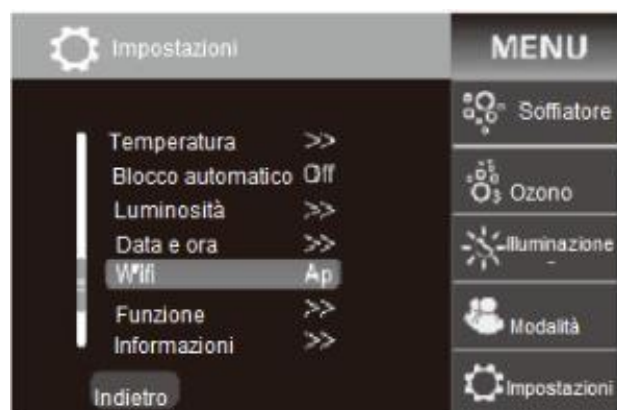 Impostazioni
Temperatura >>
Blocco automatico Off
Luminosità >>
Data e ora >>
Wifi Ap
Funzione >>
Informazioni >>
Indietro
MENU
Soffiatore
O3 Ozono
Illuminazione
Modalità
Impostazioni